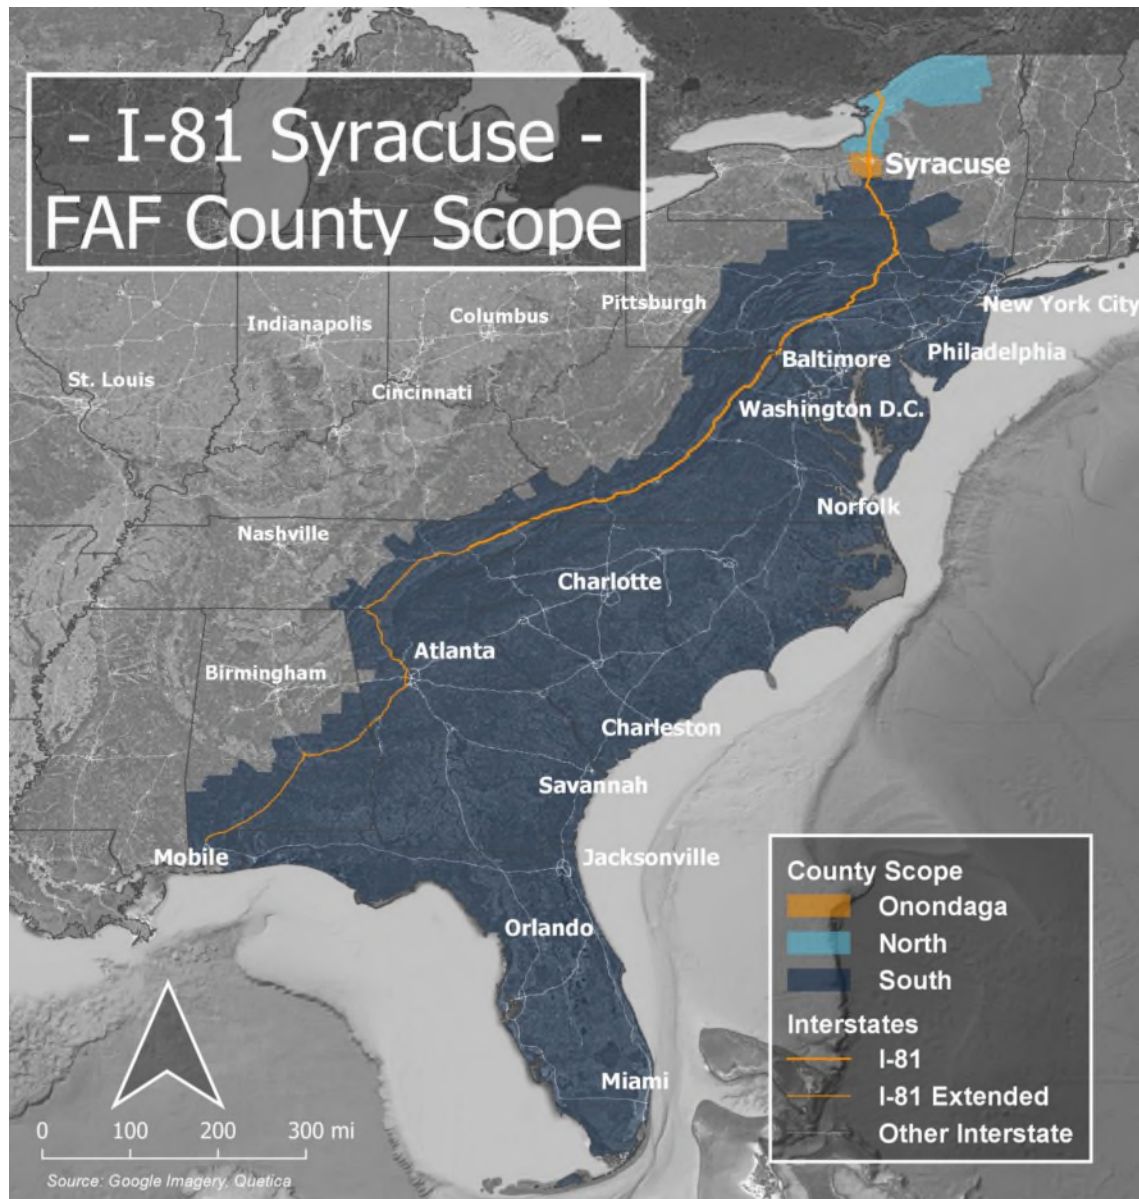 - I-81 Syracuse -
FAF County Scope
Syracuse
Pittsburgh
New York City
Indianapolis
Columbus
Baltimore
Philadelphia
St. Louis
Cincinnati
Washington D.C.
Norfolk
Nashville
Charlotte
Atlanta
Birmingham
Charleston
Savannah
Mobile
Jacksonville
Orlando
Miami
County Scope
Onondaga
North
South
Interstates
I-81
I-81 Extended
Other Interstate
0 100 200 300 mi
Source: Google Imagery, Quetica